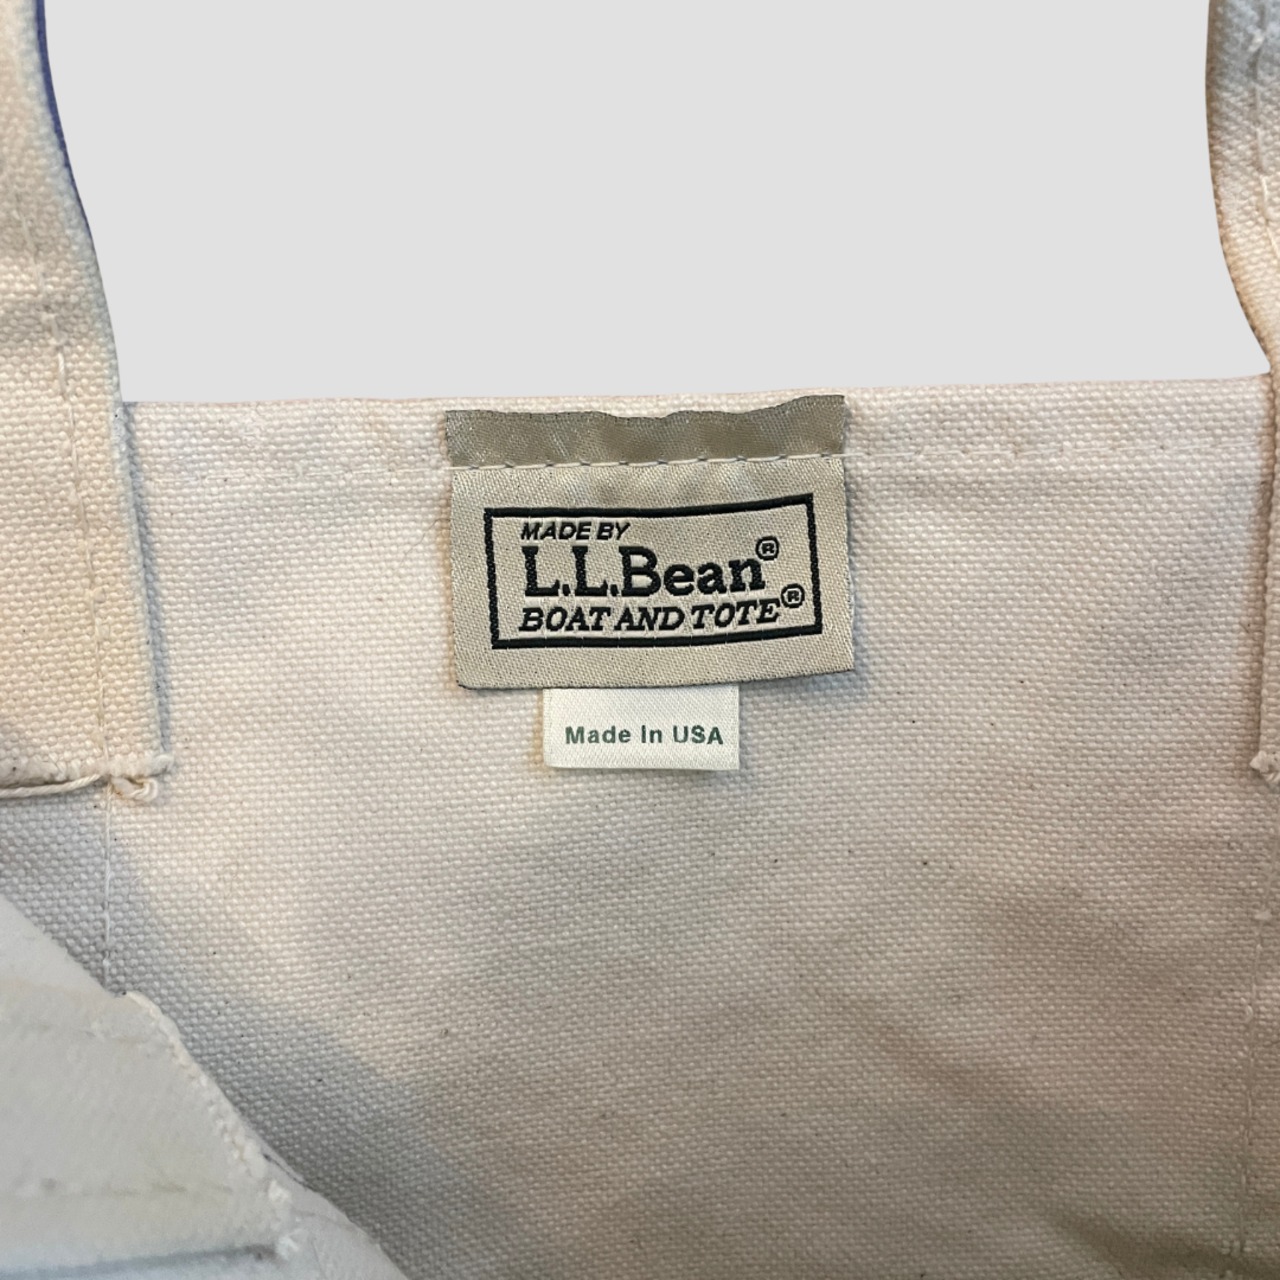 MADE BY
L.L.Bean®
BOAT AND TOTE®
Made In USA